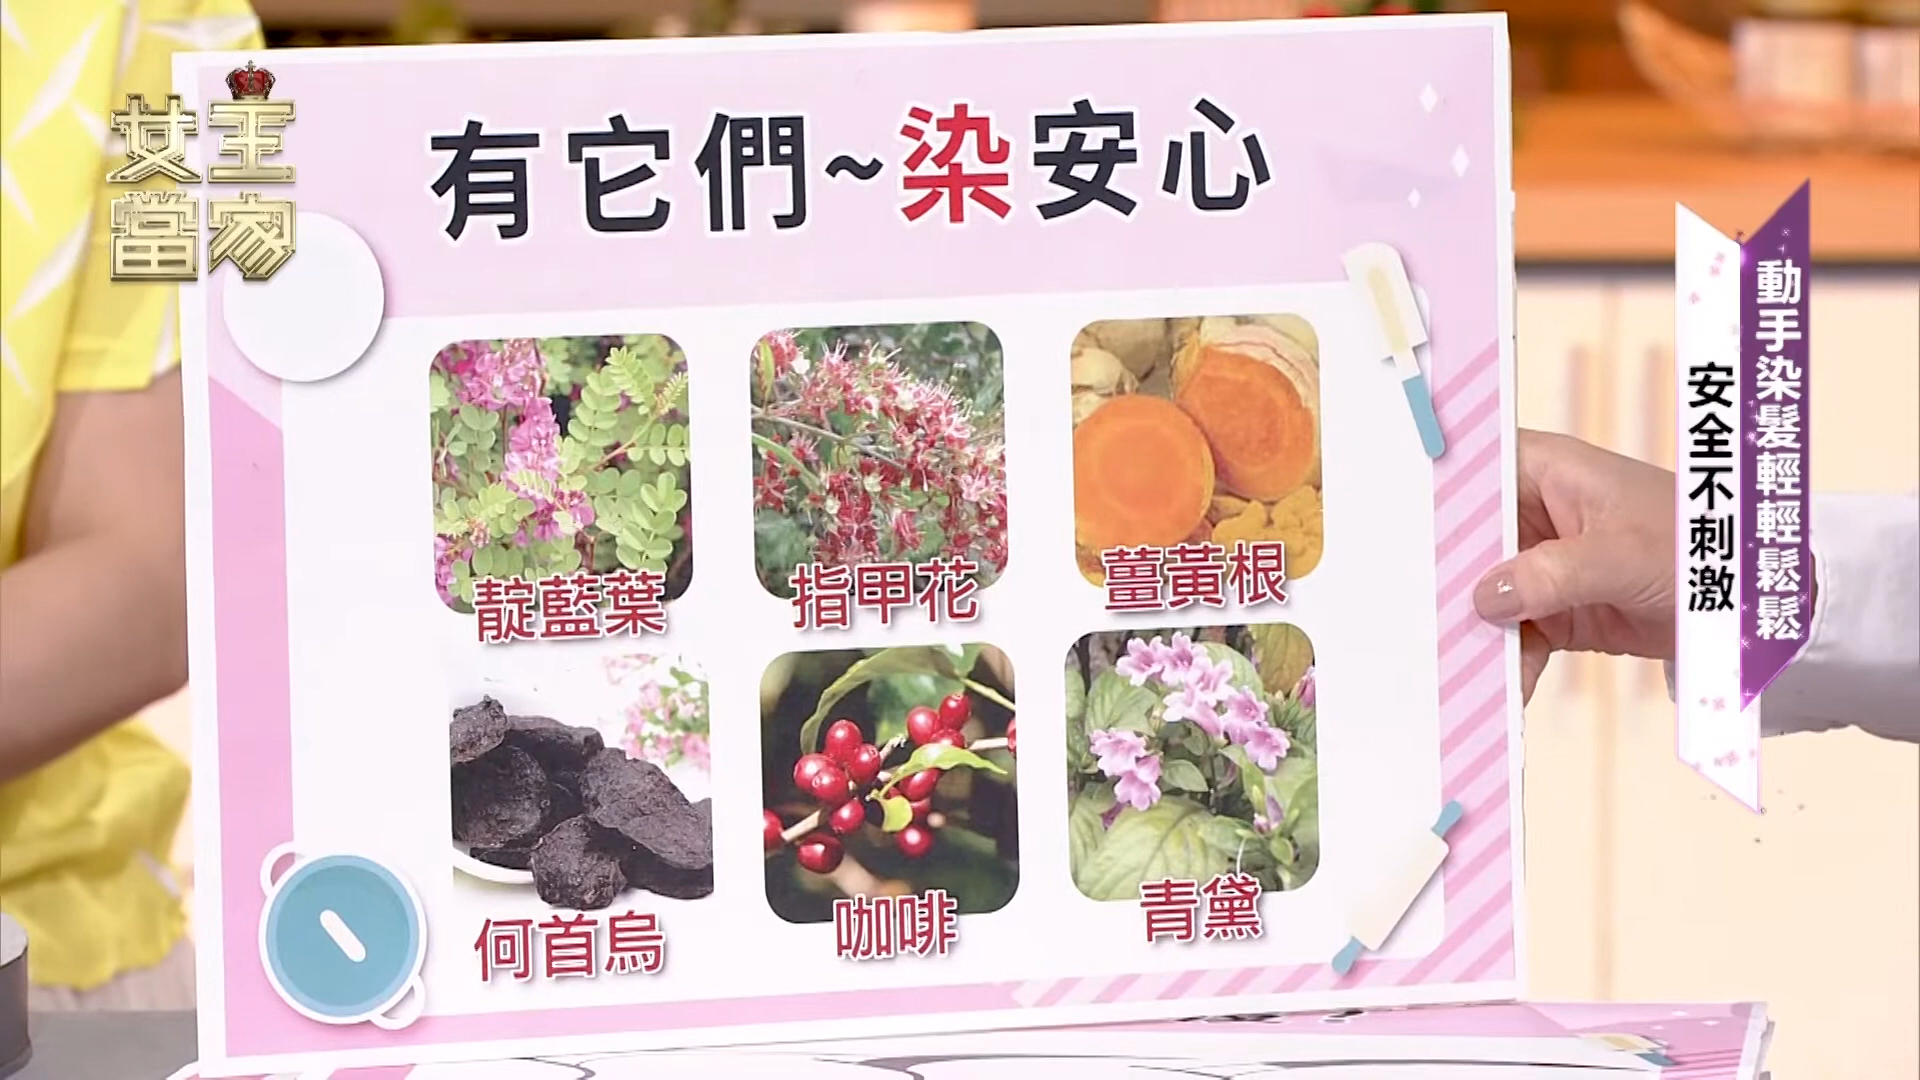 女王
當家
有它們~染安心
靛藍葉
指甲花
薑黃根
何首烏
咖啡
青黛
動手染髮輕輕鬆鬆
安全不刺激